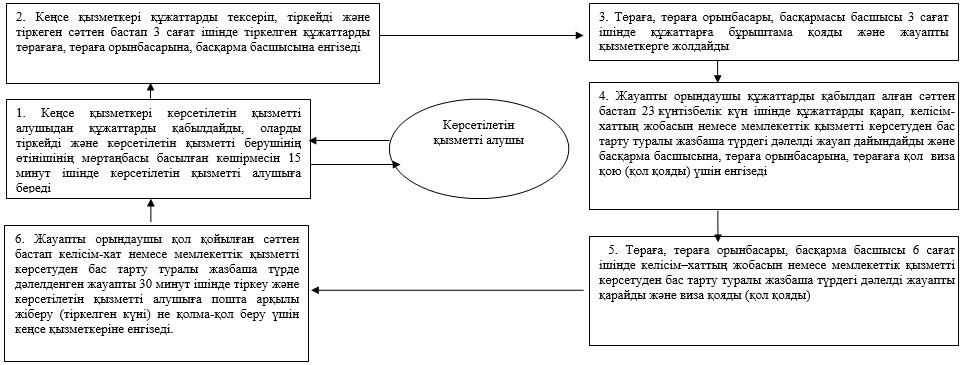 2. Кеңсе қызметкері құжаттарды тексеріп, тіркейді және
тіркеген сәттен бастап 3 сағат ішінде тіркелген құжаттарды
төрағаға, төраға орынбасарына, басқарма басшысына енгізеді
3. Төраға, төраға орынбасары, басқармасы басшысы 3 сағат
ішінде құжаттарға бұрыштама қояды және жауапты
қызметкерге жолдайды
1. Кеңсе қызметкері көрсетілетін қызметті
алушыдан құжаттарды қабылдайды, оларды
тіркейді және көрсетілетін қызметті берушінің
өтінішінің мөртаңбасы басылған көшірмесін 15
минут ішінде көрсетілетін қызметті алушыға
береді
Көрсетілетін
қызметті алушы
4. Жауапты орындаушы құжаттарды қабылдап алған сәттен
бастап 23 күнтізбелік күн ішінде құжаттарды қарап, келісім-
хаттың жобасын немесе мемлекеттік қызметті көрсетуден бас
тарту туралы жазбаша түрдегі дәлелді жауап дайындайды және
басқарма басшысына, төраға орынбасарына, төрағаға қол виза
қою (қол қояды) үшін енгізеді
6. Жауапты орындаушы қол қойылған сәттен
бастап келісім-хат немесе мемлекеттік қызметті
көрсетуден бас тарту туралы жазбаша түрде
дәлелденген жауапты 30 минут ішінде тіркеу және
көрсетілетін қызметті алушыға пошта арқылы
жіберу (тіркелген күні) не қолма-қол беру үшін
кеңсе қызметкеріне енгізеді.
5. Төраға, төраға орынбасары, басқарма басшысы 6 сағат
ішінде келісім–хаттың жобасын немесе мемлекеттік қызметті
көрсетуден бас тарту туралы жазбаша түрдегі дәлелді жауапты
қарайды және виза қояды (қол қояды)